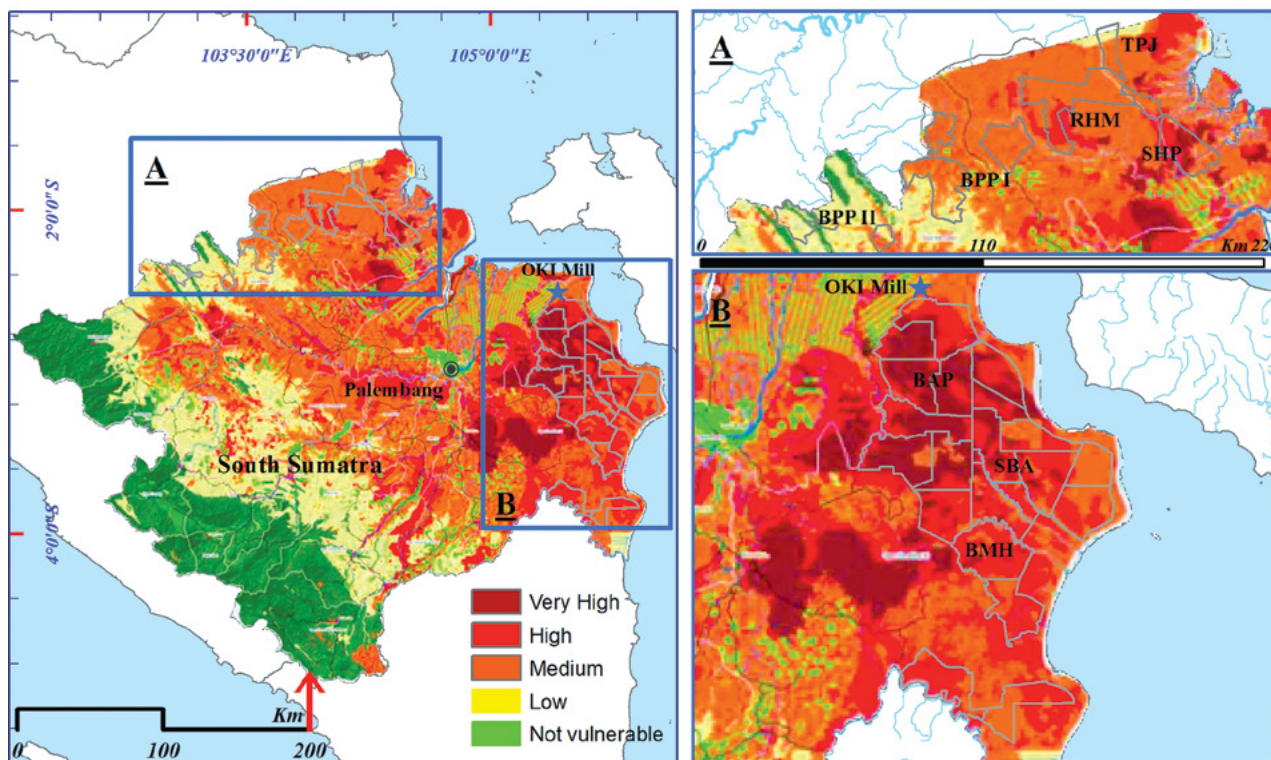 103°30'0"E
105°0'0"E
2°0'0"S
4°0'0"S
A
OKI Mill
Palembang
South Sumatra
B
Very High
High
Medium
Low
Not vulnerable
Km
0
100
200
A
TPJ
RHM
SHP
BPP I
BPP II
0
110
Km 220
B
OKI Mill
BAP
SBA
BMH